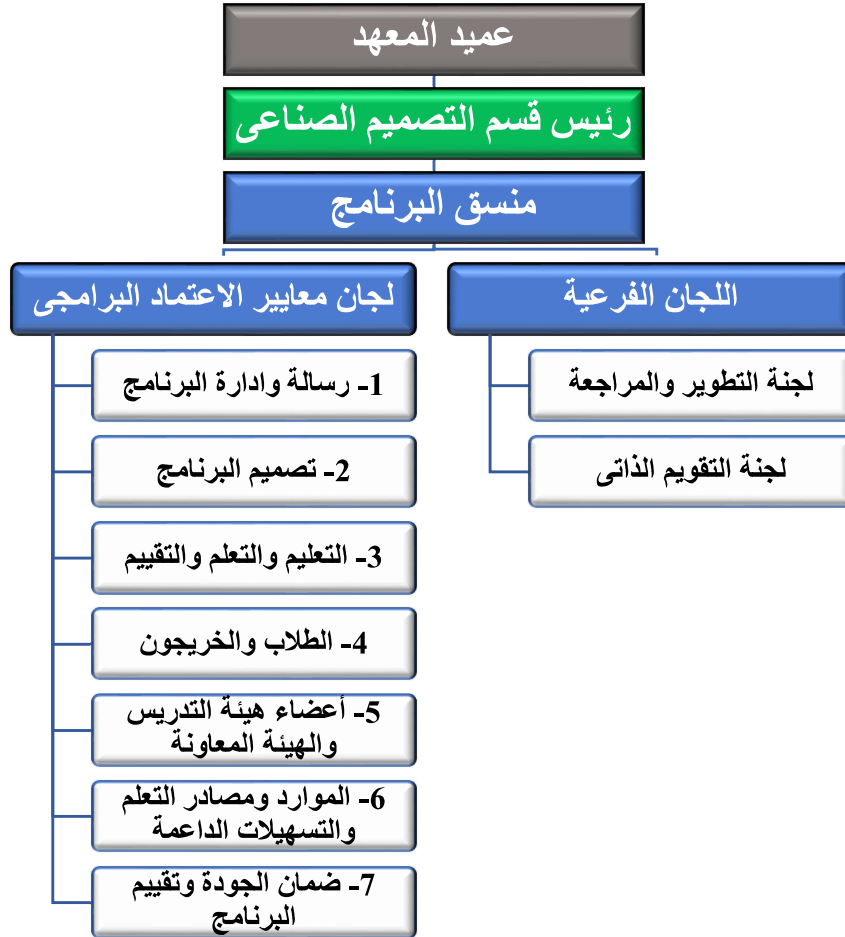 عميد المعهد
رئيس قسم التصميم الصناعى
منسق البرنامج
اللجان الفرعية
لجنة التطوير والمراجعة
لجنة التقويم الذاتى
لجان معايير الاعتماد البرامجى
1- رسالة وادارة البرنامج
2- تصميم البرنامج
3- التعليم والتعلم والتقييم
4- الطلاب والخريجون
5- أعضاء هيئة التدريس
والهيئة المعاونة
6- الموارد ومصادر التعلم
والتسهيلات الداعمة
7- ضمان الجودة وتقييم
البرنامج